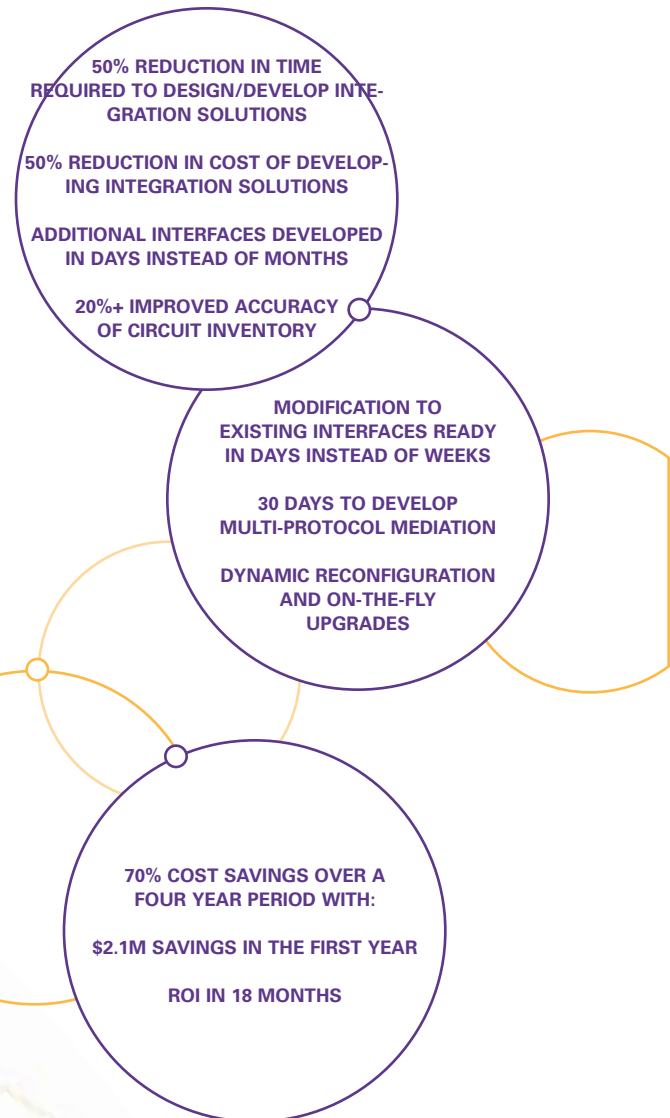 50% REDUCTION IN TIME
REQUIRED TO DESIGN/DEVELOP INTE-
GRATION SOLUTIONS
50% REDUCTION IN COST OF DEVELOP-
ING INTEGRATION SOLUTIONS
ADDITIONAL INTERFACES DEVELOPED
IN DAYS INSTEAD OF MONTHS
20%+ IMPROVED ACCURACY
OF CIRCUIT INVENTORY
MODIFICATION TO
EXISTING INTERFACES READY
IN DAYS INSTEAD OF WEEKS
30 DAYS TO DEVELOP
MULTI-PROTOCOL MEDIATION
DYNAMIC RECONFIGURATION
AND ON-THE-FLY
UPGRADES
70% COST SAVINGS OVER A
FOUR YEAR PERIOD WITH:
$2.1M SAVINGS IN THE FIRST YEAR
ROI IN 18 MONTHS